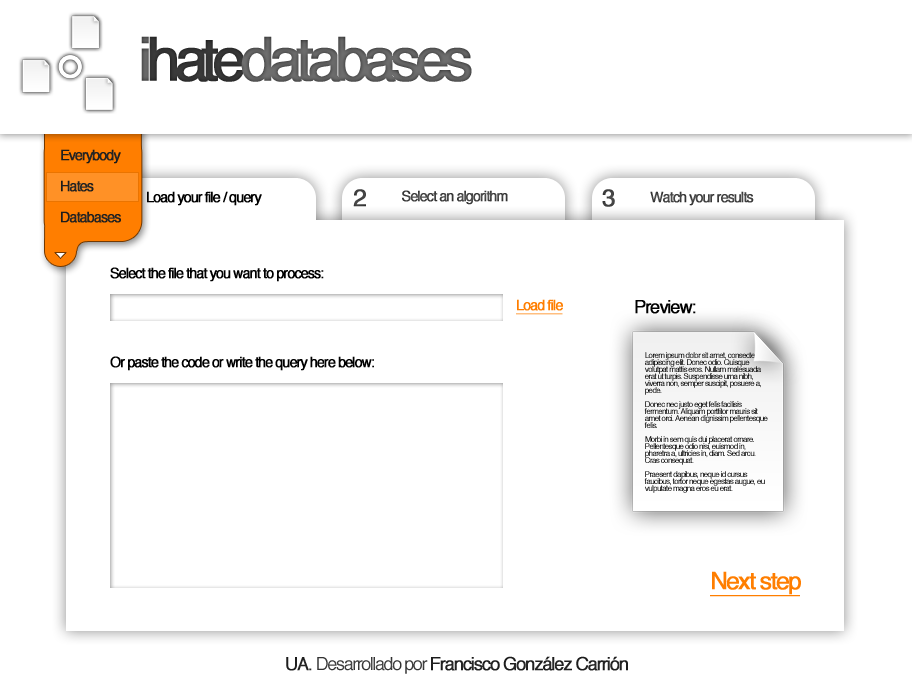 ihatedatabases
Everybody
Hates
Databases
Load your file / query
2
Select an algorithm
3
Watch your results
Select the file that you want to process:
Load file
Or paste the code or write the query here below:
Preview:
Lorem ipsum dolor sit amet, consecte
adipiscing elit. Donec odio. Quisque
volutpat mattis eros. Nullam malesuada
erat ut turpis. Suspendisse urna nibh,
viverra non, semper suscipit, posuere a,
pede.
Donec nec justo eget felis facilisis
fermentum. Aliquam porttitor mauris sit
amet orci. Aenean dignissim pellentesque
felis.
Morbi in sem quis dui placerat ornare.
Pellentesque odio nisi, euismod in,
pharetra a, ultricies in, diam. Sed arcu.
Cras consequat.
Praesent dapibus, neque id cursus
faucibus, tortor neque egestas augue, eu
vulputate magna eros eu erat.
Next step
UA. Desarrollado por Francisco González Carrión